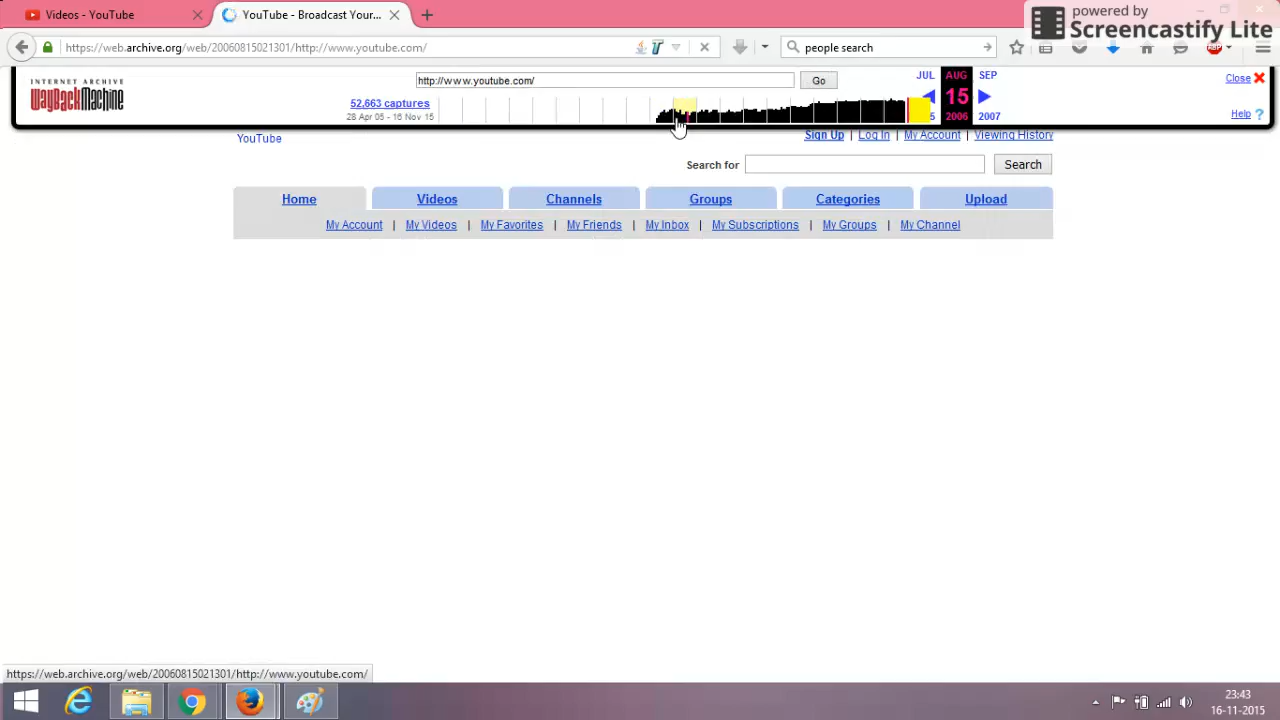 Videos - YouTube
YouTube - Broadcast Your...
powered by
Screencastify Lite
https://web.archive.org/web/20060815021301/http://www.youtube.com/
people search
INTERNET ARCHIVE
WayBackMachine
http://www.youtube.com/
Go
JUL AUG SEP
Close
52,663 captures
15
28 Apr 05 - 16 Nov 15
2006 2007
Help
YouTube
Sign Up | Log In | My Account | Viewing History
Search for
Search
Home Videos Channels Groups Categories Upload
My Account | My Videos | My Favorites | My Friends | My Inbox | My Subscriptions | My Groups | My Channel
https://web.archive.org/web/20060815021301/http://www.youtube.com/
23:43
16-11-2015